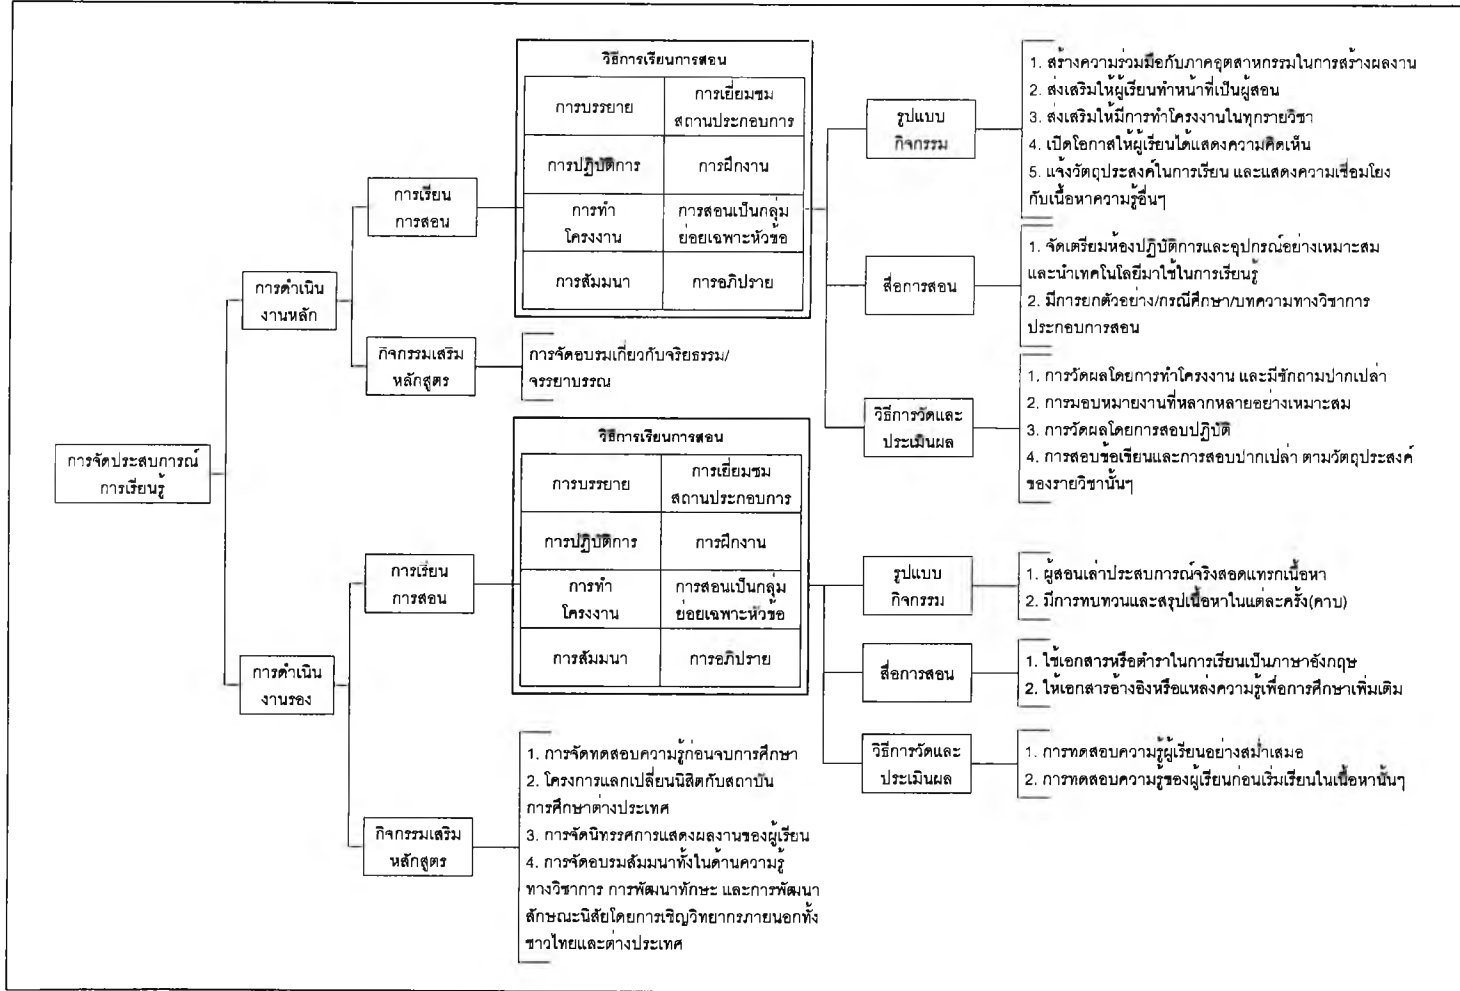 การจัดประสบการณ์
การเรียนรู้
การดำเนิน
งานหลัก
การเรียน
การสอน
วิธีการเรียนการสอน
การบรรยาย
การเยี่ยมชม
สถานประกอบการ
การปฏิบัติการ
การฝึกงาน
การทำ
โครงงาน
การสอนเป็นกลุ่ม
ย่อยเฉพาะหัวข้อ
การสัมมนา
การอภิปราย
รูปแบบ
กิจกรรม
1. สร้างความร่วมมือกับภาคอุตสาหกรรมในการสร้างผลงาน
2. ส่งเสริมให้ผู้เรียนทำหน้าที่เป็นผู้สอน
3. ส่งเสริมให้มีการทำโครงงานในทุกรายวิชา
4. เปิดโอกาสให้ผู้เรียนได้แสดงความคิดเห็น
5. แจ้งวัตถุประสงค์ในการเรียน และแสดงความเชื่อมโยง
กับเนื้อหาความรู้อื่นๆ
สื่อการสอน
1. จัดเตรียมห้องปฏิบัติการและอุปกรณ์อย่างเหมาะสม
และนำเทคโนโลยีมาใช้ในการเรียนรู้
2. มีการยกตัวอย่าง/กรณีศึกษา/บทความทางวิชาการ
ประกอบการสอน
วิธีการวัดและ
ประเมินผล
1. การวัดผลโดยการทำโครงงาน และมีซักถามปากเปล่า
2. การมอบหมายงานที่หลากหลายอย่างเหมาะสม
3. การวัดผลโดยการสอบปฏิบัติ
4. การสอบข้อเขียนและการสอบปากเปล่า ตามวัตถุประสงค์
ของรายวิชานั้นๆ
กิจกรรมเสริม
หลักสูตร
การจัดอบรมเกี่ยวกับจริยธรรม/
จรรยาบรรณ
การดำเนิน
งานรอง
การเรียน
การสอน
วิธีการเรียนการสอน
การบรรยาย
การเยี่ยมชม
สถานประกอบการ
การปฏิบัติการ
การฝึกงาน
การทำ
โครงงาน
การสอนเป็นกลุ่ม
ย่อยเฉพาะหัวข้อ
การสัมมนา
การอภิปราย
รูปแบบ
กิจกรรม
1. ผู้สอนเล่าประสบการณ์จริงสอดแทรกเนื้อหา
2. มีการทบทวนและสรุปเนื้อหาในแต่ละครั้ง(คาบ)
สื่อการสอน
1. ใช้เอกสารหรือตำราในการเรียนเป็นภาษาอังกฤษ
2. ให้เอกสารอ้างอิงหรือแหล่งความรู้เพื่อการศึกษาเพิ่มเติม
วิธีการวัดและ
ประเมินผล
1. การทดสอบความรู้ผู้เรียนอย่างสม่ำเสมอ
2. การทดสอบความรู้ของผู้เรียนก่อนเริ่มเรียนในเนื้อหานั้นๆ
กิจกรรมเสริม
หลักสูตร
1. การจัดทดสอบความรู้ก่อนจบการศึกษา
2. โครงการแลกเปลี่ยนนิสิตกับสถาบัน
การศึกษาต่างประเทศ
3. การจัดนิทรรศการแสดงผลงานของผู้เรียน
4. การจัดอบรมสัมมนาทั้งในด้านความรู้
ทางวิชาการ การพัฒนาทักษะ และการพัฒนา
ลักษณะนิสัยโดยการเชิญวิทยากรภายนอกทั้ง
ชาวไทยและต่างประเทศ